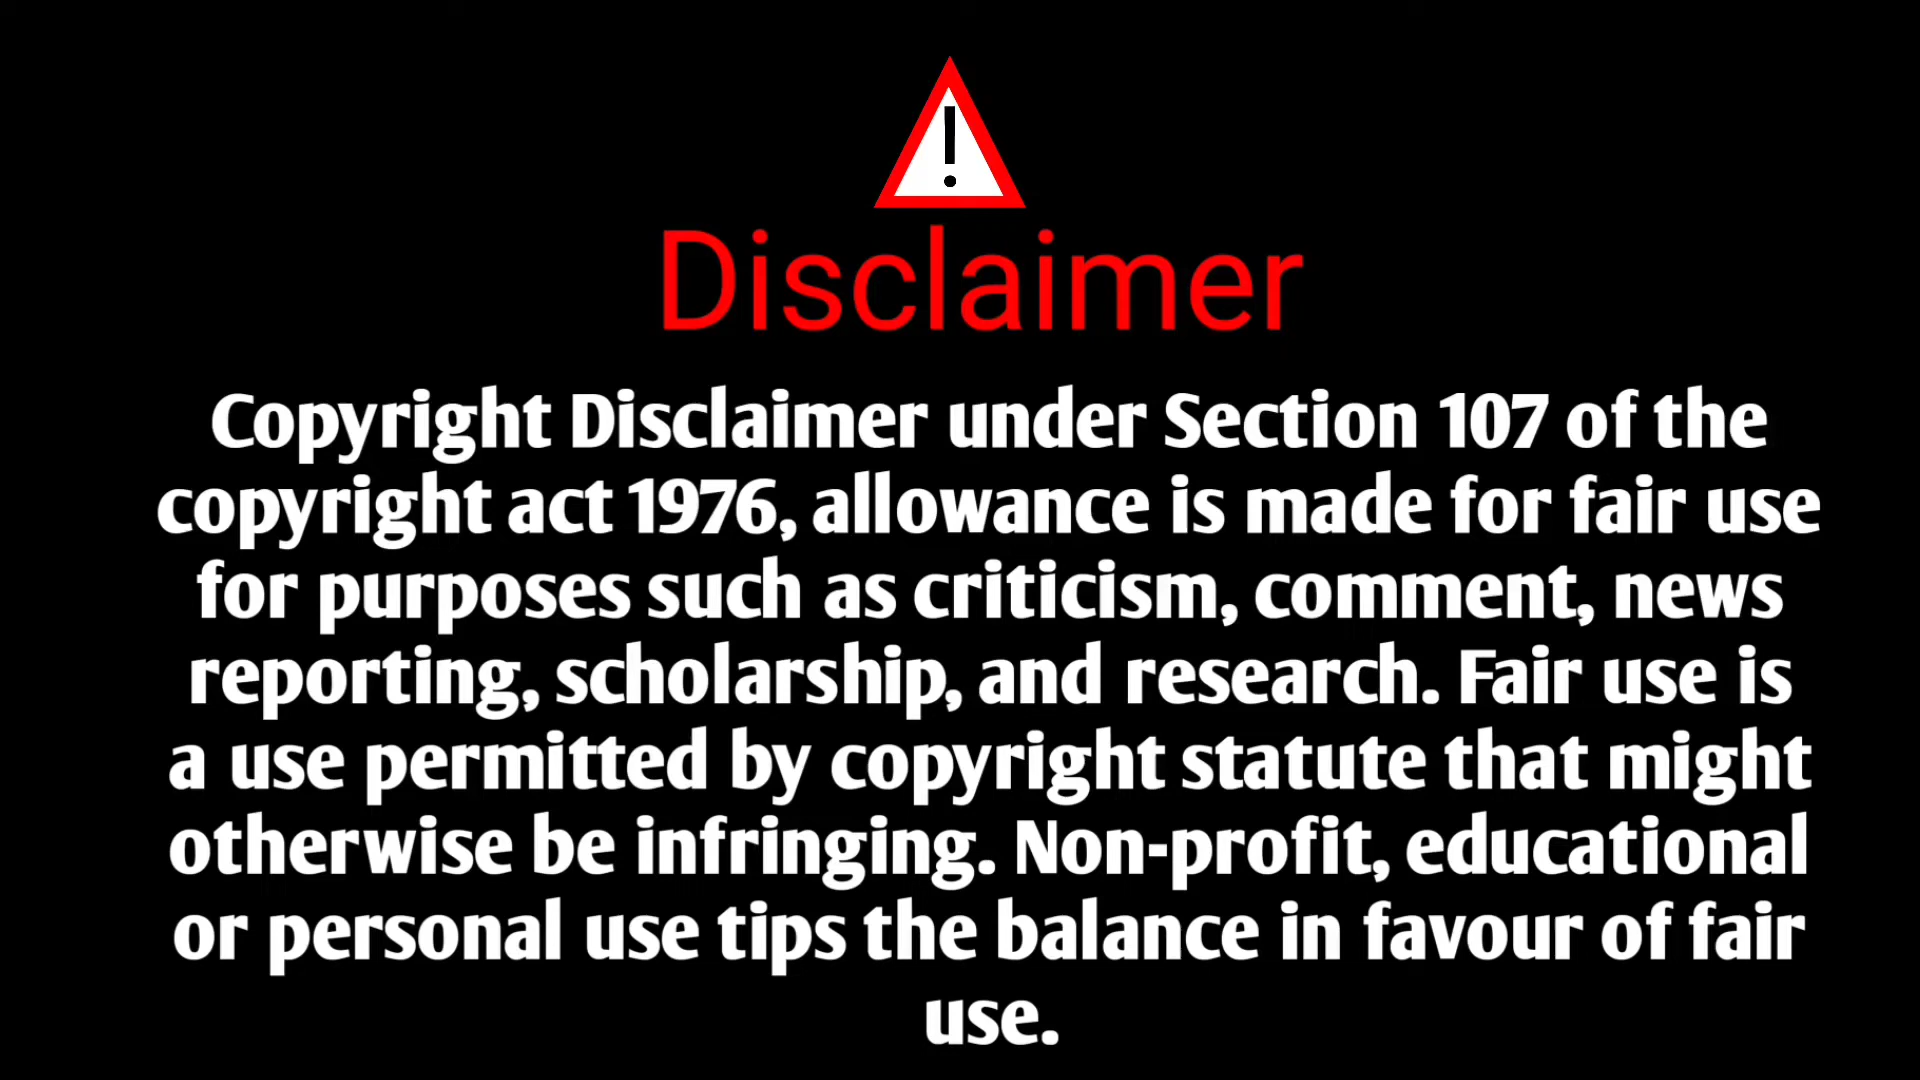 Disclaimer
Copyright Disclaimer under Section 107 of the
copyright act 1976, allowance is made for fair use
for purposes such as criticism, comment, news
reporting, scholarship, and research. Fair use is
a use permitted by copyright statute that might
otherwise be infringing. Non-profit, educational
or personal use tips the balance in favour of fair
use.